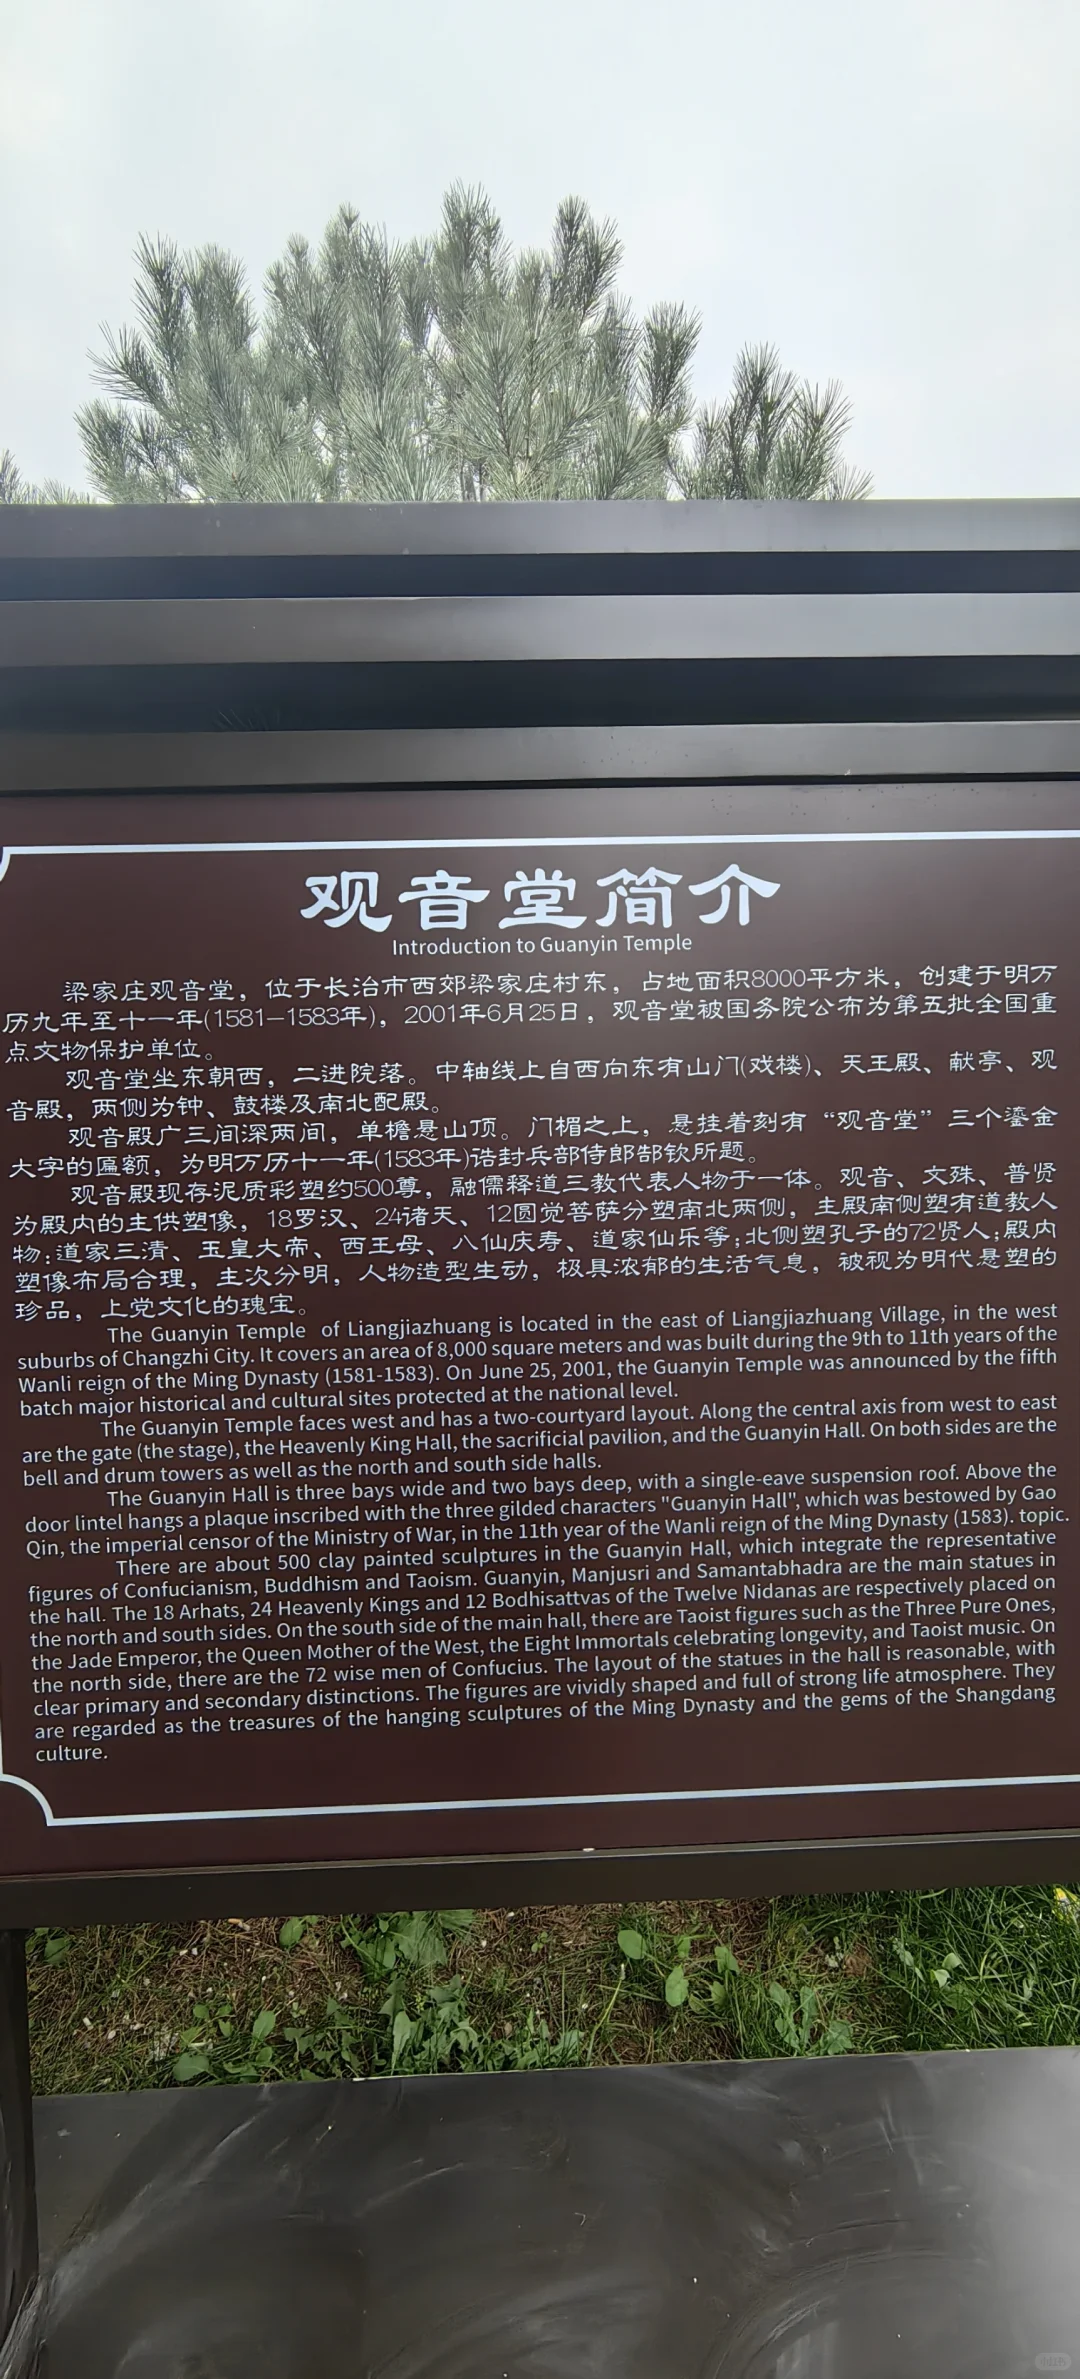 观音堂简介
Introduction to Guanyin Temple
梁家庄观音堂，位于长治市西郊梁家庄村东，占地面积8000平方米，创建于明万
历九年至十一年(1581—1583年)，2001年6月25日，观音堂被国务院公布为第五批全国重
点文物保护单位。
观音堂坐东朝西，二进院落。中轴线上自西向东有山门(戏楼)、天王殿、献亭、观
音殿，两侧为钟、鼓楼及南北配殿。
观音殿广三间深两间，单檐悬山顶。门楣之上，悬挂着刻有“观音堂”三个鎏金
大字的匾额，为明万历十一年(1583年)诰封兵部侍郎郜钦所题。
观音殿现存泥质彩塑约500尊，融儒释道三教代表人物于一体。观音、文殊、普贤
为殿内的主供塑像，18罗汉、24诸天、12圆觉菩萨分塑南北两侧，主殿南侧塑有道教人
物;道家三清、玉皇大帝、西王母、八仙庆寿、道家仙乐等;北侧塑孔子的72贤人;殿内
塑像布局合理，主次分明，人物造型生动，极具浓郁的生活气息，被视为明代悬塑的
珍品，上党文化的瑰宝。
The Guanyin Temple of Liangjiazhuang is located in the east of Liangjiazhuang Village, in the west
suburbs of Changzhi City. It covers an area of 8,000 square meters and was built during the 9th to 11th years of the
Wanli reign of the Ming Dynasty (1581-1583). On June 25, 2001, the Guanyin Temple was announced by the fifth
batch major historical and cultural sites protected at the national level.
The Guanyin Temple faces west and has a two-courtyard layout. Along the central axis from west to east
are the gate (the stage), the Heavenly King Hall, the sacrificial pavilion, and the Guanyin Hall. On both sides are the
bell and drum towers as well as the north and south side halls.
The Guanyin Hall is three bays wide and two bays deep, with a single-eave suspension roof. Above the
door lintel hangs a plaque inscribed with the three gilded characters "Guanyin Hall", which was bestowed by Gao
Qin, the imperial censor of the Ministry of War, in the 11th year of the Wanli reign of the Ming Dynasty (1583). topic.
There are about 500 clay painted sculptures in the Guanyin Hall, which integrate the representative
figures of Confucianism, Buddhism and Taoism. Guanyin, Manjusri and Samantabhadra are the main statues in
the hall. The 18 Arhats, 24 Heavenly Kings and 12 Bodhisattvas of the Twelve Nidanas are respectively placed on
the north and south sides. On the south side of the main hall, there are Taoist figures such as the Three Pure Ones,
the Jade Emperor, the Queen Mother of the West, the Eight Immortals celebrating longevity, and Taoist music. On
the north side, there are the 72 wise men of Confucius. The layout of the statues in the hall is reasonable, with
clear primary and secondary distinctions. The figures are vividly shaped and full of strong life atmosphere. They
are regarded as the treasures of the hanging sculptures of the Ming Dynasty and the gems of the Shangdang
culture.